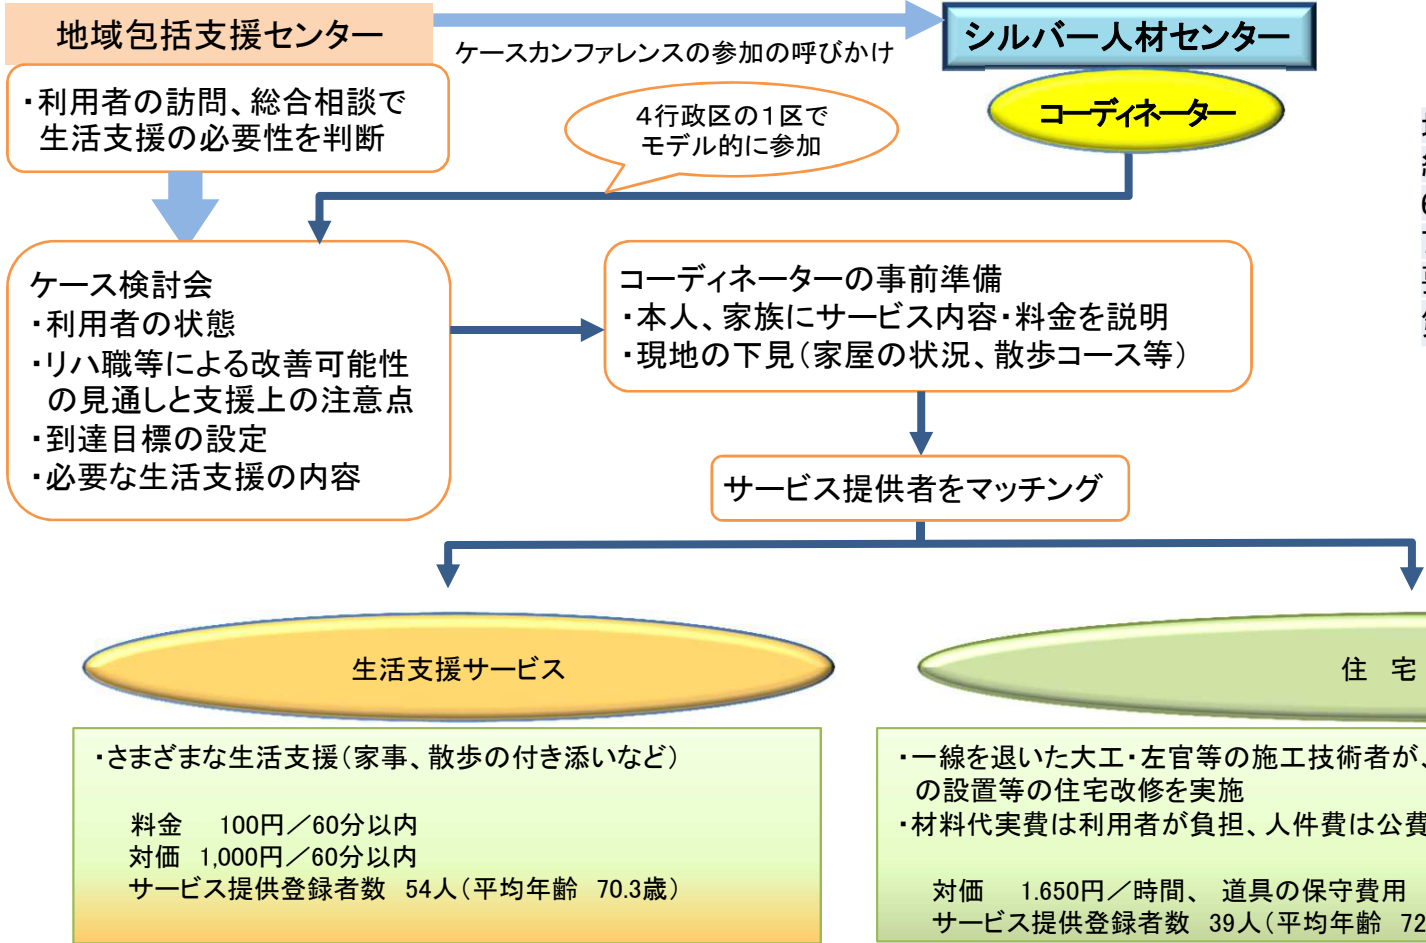 地域包括支援センター
ケースカンファレンスの参加の呼びかけ
シルバー人材センター
コーディネーター
・利用者の訪問、総合相談で
生活支援の必要性を判断
4行政区の1区で
モデル的に参加
ケース検討会
・利用者の状態
・リハ職等による改善可能性
の見通しと支援上の注意点
・到達目標の設定
・必要な生活支援の内容
コーディネーターの事前準備
・本人、家族にサービス内容・料金を説明
・現地の下見(家屋の状況、散歩コース等)
サービス提供者をマッチング
生活支援サービス
・さまざまな生活支援(家事、散歩の付き添いなど)
料金 100円/60分以内
対価 1,000円/60分以内
サービス提供登録者数 54人(平均年齢 70.3歳)
住 宅
・一線を退いた大工・左官等の施工技術者が、
の設置等の住宅改修を実施
・材料代実費は利用者が負担、人件費は公費
対価 1.650円/時間、 道具の保守費用
サービス提供登録者数 39人(平均年齢 72